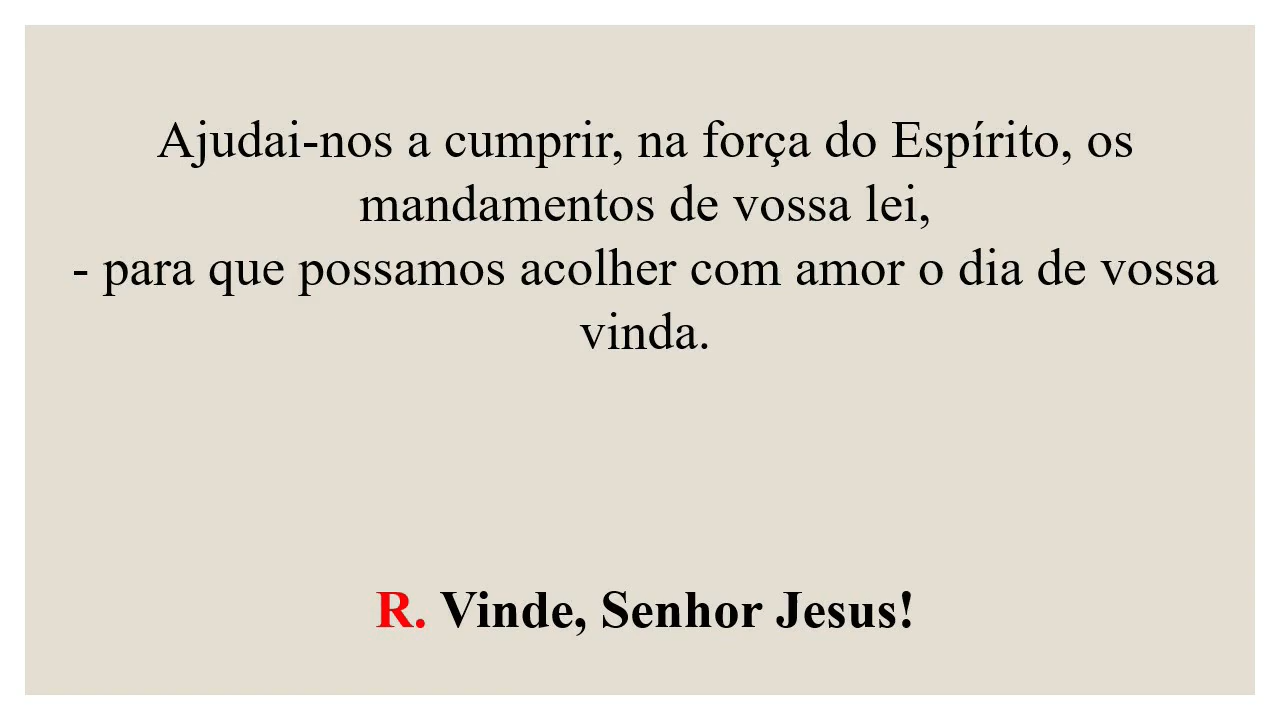 Ajudai-nos a cumprir, na força do Espírito, os
mandamentos de vossa lei,
- para que possamos acolher com amor o dia de vossa
vinda.
R. Vinde, Senhor Jesus!